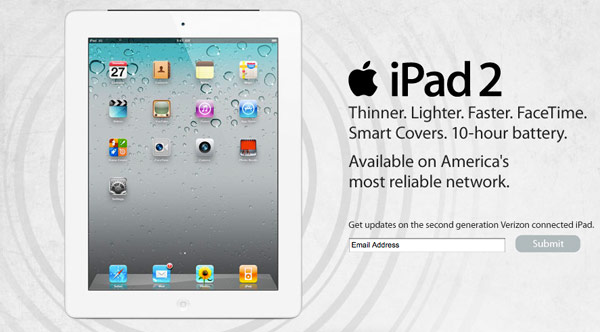 iPad 2
Thinner. Lighter. Faster. FaceTime.
Smart Covers. 10-hour battery.
Available on America's
most reliable network.
Get updates on the second generation Verizon connected iPad.
Email Address
Submit
27